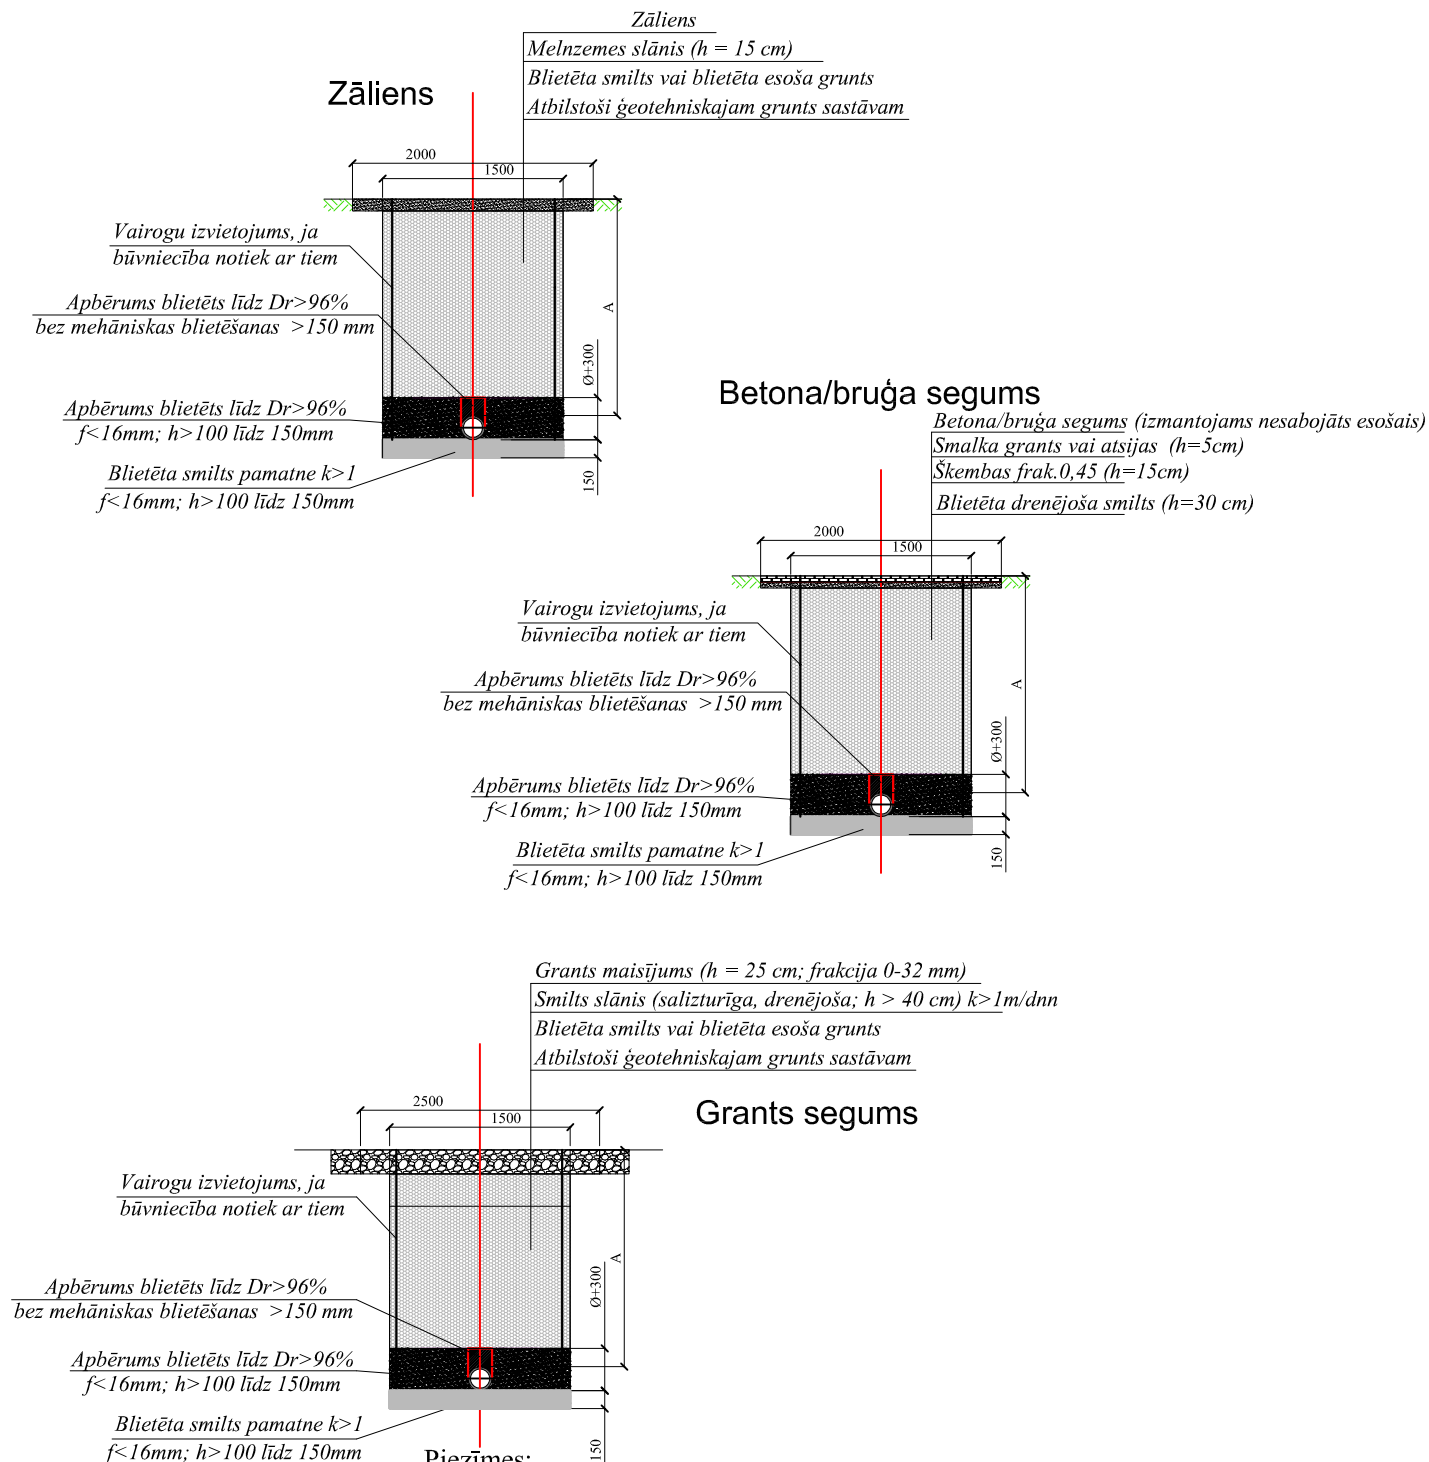 Zāliens
Melnzemes slānis (h = 15 cm)
Blietēta smilts vai blietēta esoša grunts
Atbilstoši ģeotehniskajam grunts sastāvam
Zāliens
2000
1500
Vairogu izvietojums, ja
būvniecība notiek ar tiem
Apbērums blietēts līdz Dr>96%
bez mehāniskas blietēšanas >150 mm
A
Ø+300
Apbērums blietēts līdz Dr>96%
f<16mm; h>100 līdz 150mm
Blietēta smilts pamatne k>1
f<16mm; h>100 līdz 150mm
150
Betona/bruģa segums
Betona/bruģa segums (izmantojams nesabojāts esošais)
Smalka grants vai atsijas (h=5cm)
Škembas frak.0,45 (h=15cm)
Blietēta drenējoša smilts (h=30 cm)
2000
1500
Vairogu izvietojums, ja
būvniecība notiek ar tiem
Apbērums blietēts līdz Dr>96%
bez mehāniskas blietēšanas >150 mm
A
Ø+300
Apbērums blietēts līdz Dr>96%
f<16mm; h>100 līdz 150mm
Blietēta smilts pamatne k>1
f<16mm; h>100 līdz 150mm
150
Grants maisījums (h = 25 cm; frakcija 0-32 mm)
Smilts slānis (salizturīga, drenējoša; h > 40 cm) k>1m/dnn
Blietēta smilts vai blietēta esoša grunts
Atbilstoši ģeotehniskajam grunts sastāvam
Grants segums
2500
1500
Vairogu izvietojums, ja
būvniecība notiek ar tiem
A
Ø+300
Apbērums blietēts līdz Dr>96%
bez mehāniskas blietēšanas >150 mm
Apbērums blietēts līdz Dr>96%
f<16mm; h>100 līdz 150mm
Blietēta smilts pamatne k>1
f<16mm; h>100 līdz 150mm
150
Piezīmes: